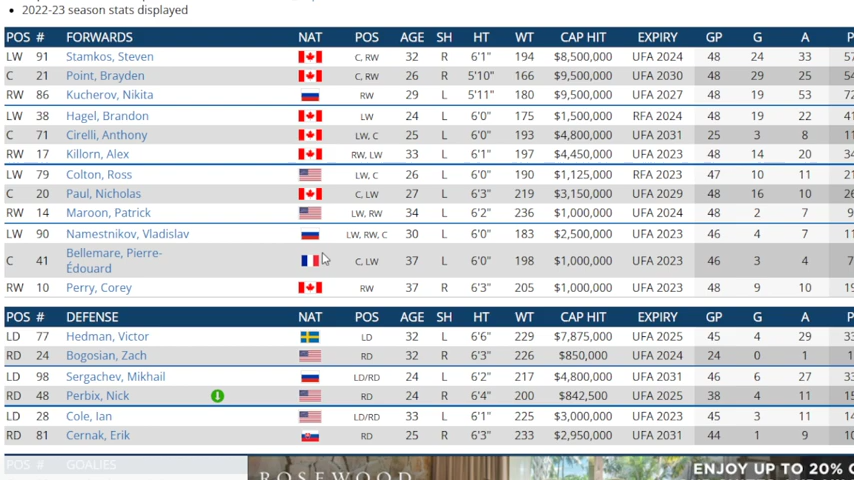 2022-23 season stats displayed
POS # FORWARDS NAT POS AGE SH HT WT CAP HIT EXPIRY GP G A
LW 91 Stamkos, Steven C, RW 32 R 6'1" 194 $8,500,000 UFA 2024 48 24 33
C 21 Point, Brayden C, RW 26 R 5'10" 166 $9,500,000 UFA 2030 48 29 25
RW 86 Kucherov, Nikita RW 29 L 5'11" 180 $9,500,000 UFA 2027 48 19 53
LW 38 Hagel, Brandon LW 24 L 6'0" 175 $1,500,000 RFA 2024 48 19 22
C 71 Cirelli, Anthony LW, C 25 L 6'0" 193 $4,800,000 UFA 2031 25 3 8
RW 17 Killorn, Alex RW, LW 33 L 6'1" 197 $4,450,000 UFA 2023 48 14 20
LW 79 Colton, Ross LW, C 26 L 6'0" 190 $1,125,000 RFA 2023 47 10 11
C 20 Paul, Nicholas C, LW 27 L 6'3" 219 $3,150,000 UFA 2029 48 16 10
RW 14 Maroon, Patrick LW, RW 34 L 6'2" 236 $1,000,000 UFA 2024 48 2 7
LW 90 Namestnikov, Vladislav LW, RW, C 30 L 6'0" 183 $2,500,000 UFA 2023 46 4 7
C 41 Bellemare, Pierre-Édouard C, LW 37 L 6'0" 198 $1,000,000 UFA 2023 46 3 4
RW 10 Perry, Corey RW 37 R 6'3" 205 $1,000,000 UFA 2023 48 9 10
POS # DEFENSE NAT POS AGE SH HT WT CAP HIT EXPIRY GP G A
LD 77 Hedman, Victor LD 32 L 6'6" 229 $7,875,000 UFA 2025 45 4 29
RD 24 Bogosian, Zach RD 32 R 6'3" 226 $850,000 UFA 2024 24 0 1
LD 98 Sergachev, Mikhail LD/RD 24 L 6'2" 217 $4,800,000 UFA 2031 46 6 27
RD 48 Perbix, Nick RD 24 R 6'4" 200 $842,500 UFA 2025 38 4 11
LD 28 Cole, Ian LD/RD 33 L 6'1" 225 $3,000,000 UFA 2023 45 3 11
RD 81 Cernak, Erik RD 25 R 6'3" 233 $2,950,000 UFA 2031 44 1 9
POS # GOALIES
ROSEWOOD
ENJOY UP TO 20%